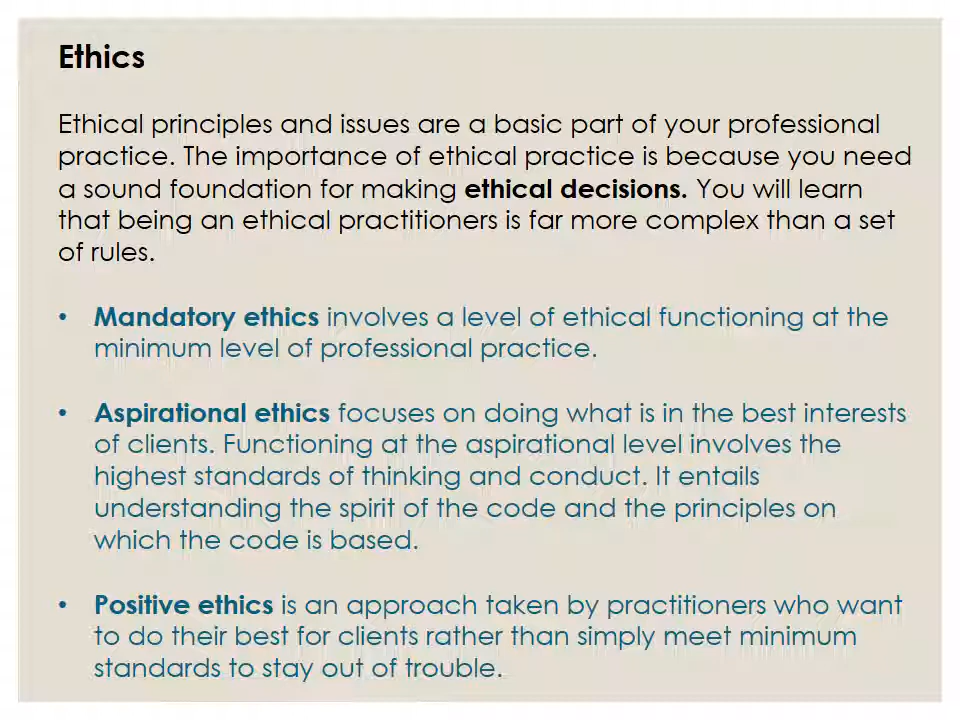 Ethics
Ethical principles and issues are a basic part of your professional
practice. The importance of ethical practice is because you need
a sound foundation for making ethical decisions. You will learn
that being an ethical practitioners is far more complex than a set
of rules.
• Mandatory ethics involves a level of ethical functioning at the
minimum level of professional practice.
• Aspirational ethics focuses on doing what is in the best interests
of clients. Functioning at the aspirational level involves the
highest standards of thinking and conduct. It entails
understanding the spirit of the code and the principles on
which the code is based.
• Positive ethics is an approach taken by practitioners who want
to do their best for clients rather than simply meet minimum
standards to stay out of trouble.